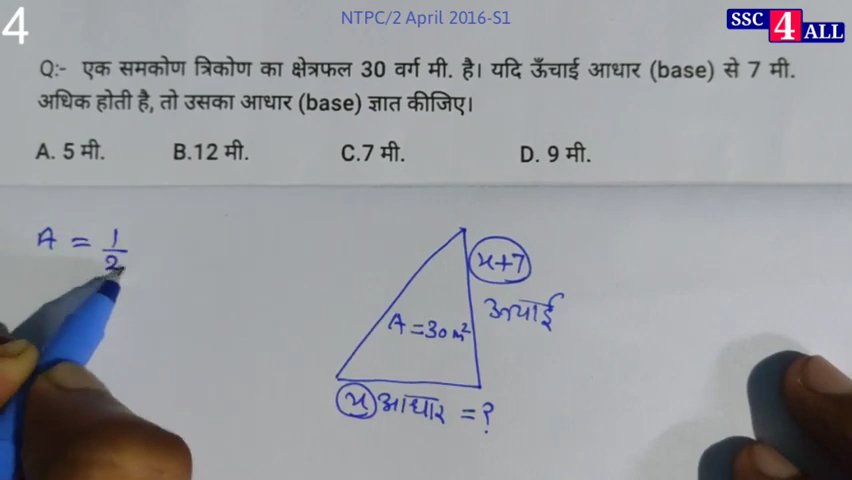 4
NTPC/2 April 2016-S1
SSC 4 ALL
Q:- एक समकोण त्रिकोण का क्षेत्रफल 30 वर्ग मी. है। यदि ऊँचाई आधार (base) से 7 मी.
अधिक होती है, तो उसका आधार (base) ज्ञात कीजिए।
A. 5 मी. B.12 मी. C.7 मी. D. 9 मी.
A = 1/2
x+7
ऊचाई
A = 30 m²
x आधार = ?